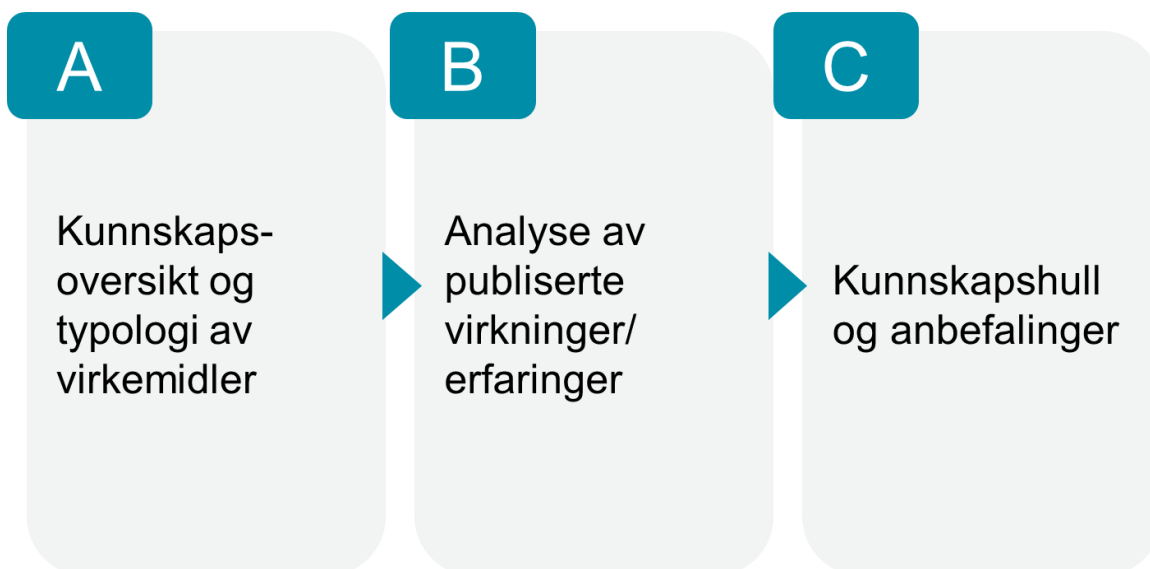 A
Kunnskaps-
oversikt og
typologi av
virkemidler
B
Analyse av
publiserte
virkninger/
erfaringer
C
Kunnskapshull
og anbefalinger